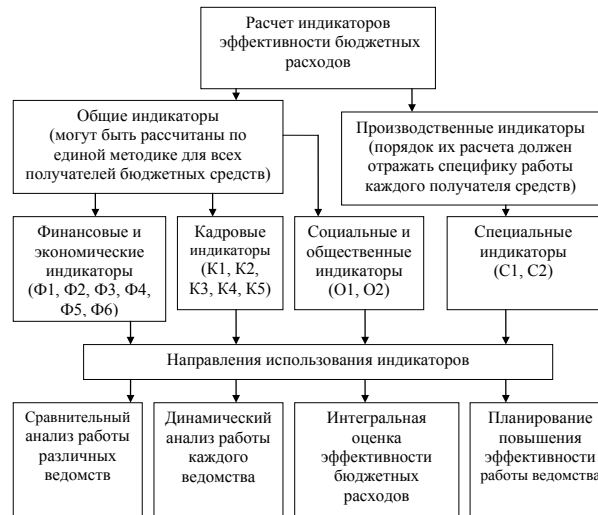 Расчет индикаторов
эффективности бюджетных
расходов
Общие индикаторы
(могут быть рассчитаны по
единой методике для всех
получателей бюджетных средств)
Производственные индикаторы
(порядок их расчета должен
отражать специфику работы
каждого получателя средств)
Финансовые и
экономические
индикаторы
(Ф1, Ф2, Ф3, Ф4,
Ф5, Ф6)
Кадровые
индикаторы
(К1, К2,
К3, К4, К5)
Социальные и
общественные
индикаторы
(О1, О2)
Специальные
индикаторы
(С1, С2)
Направления использования индикаторов
Сравнительный
анализ работы
различных
ведомств
Динамический
анализ работы
каждого
ведомства
Интегральная
оценка
эффективности
бюджетных
расходов
Планирование
повышения
эффективности
работы ведомства